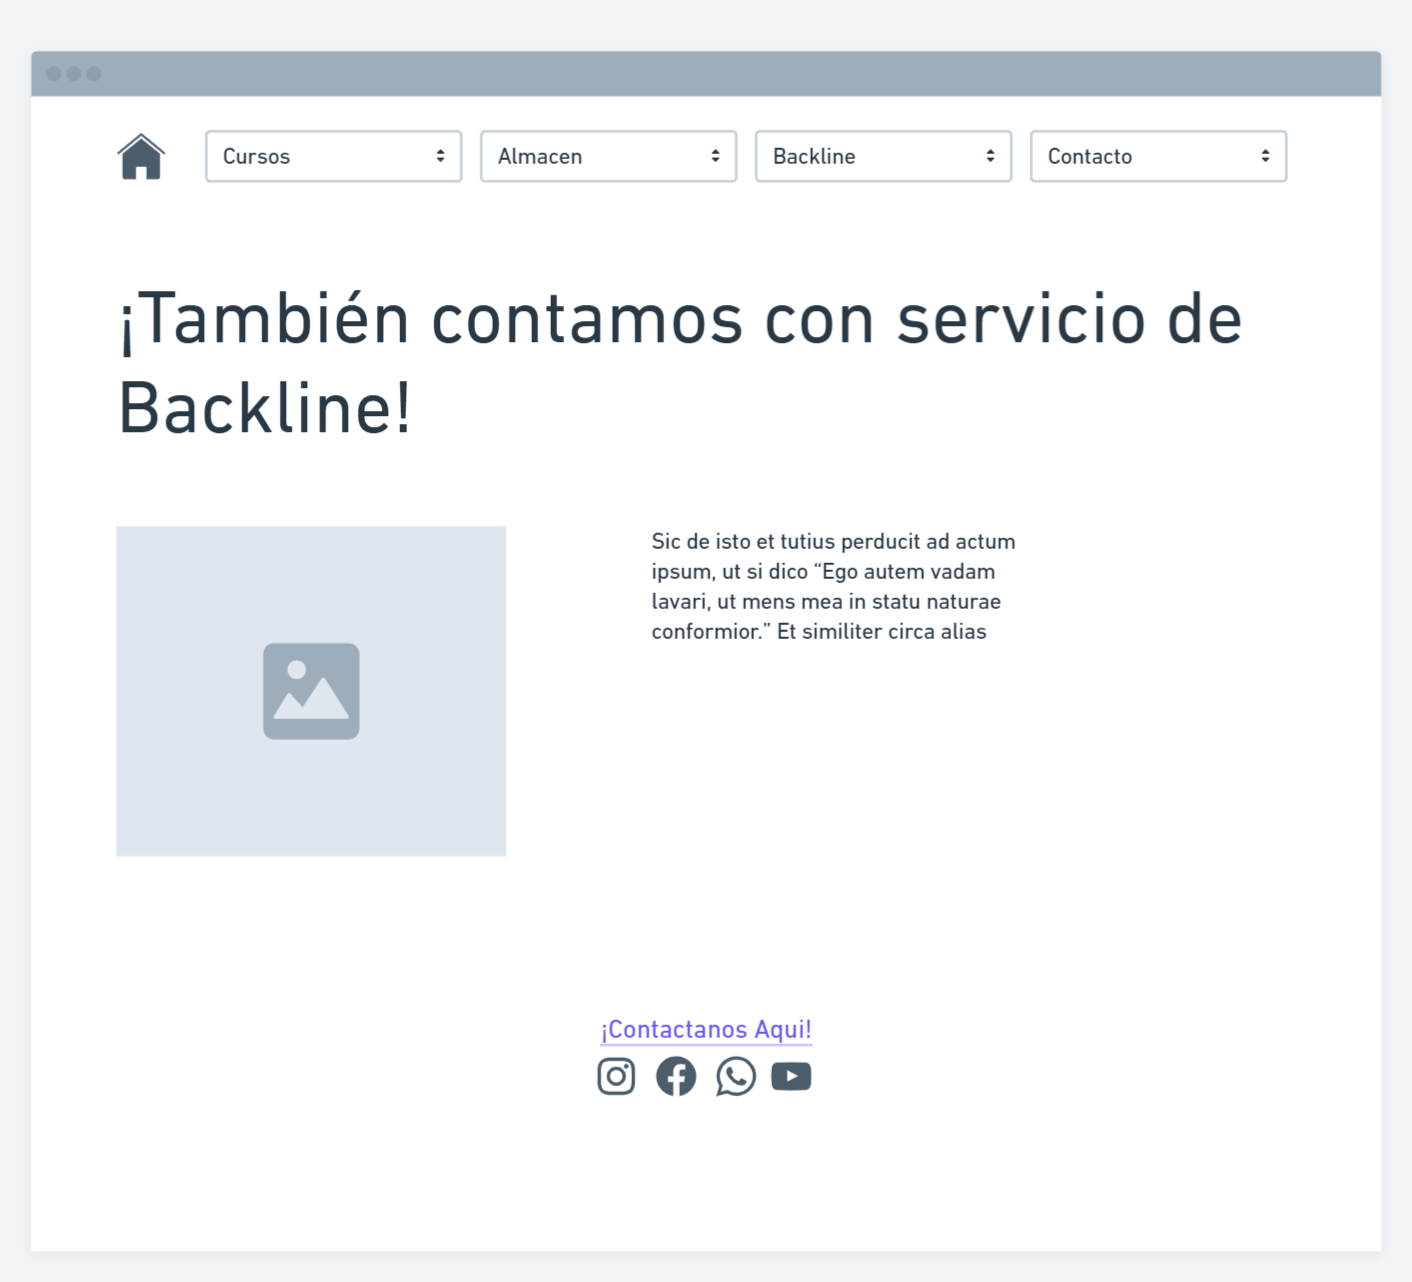 Cursos
Almacen
Backline
Contacto
¡También contamos con servicio de
Backline!
Sic de isto et tutius perducit ad actum
ipsum, ut si dico “Ego autem vadam
lavari, ut mens mea in statu naturae
conformior.” Et similiter circa alias
¡Contactanos Aqui!